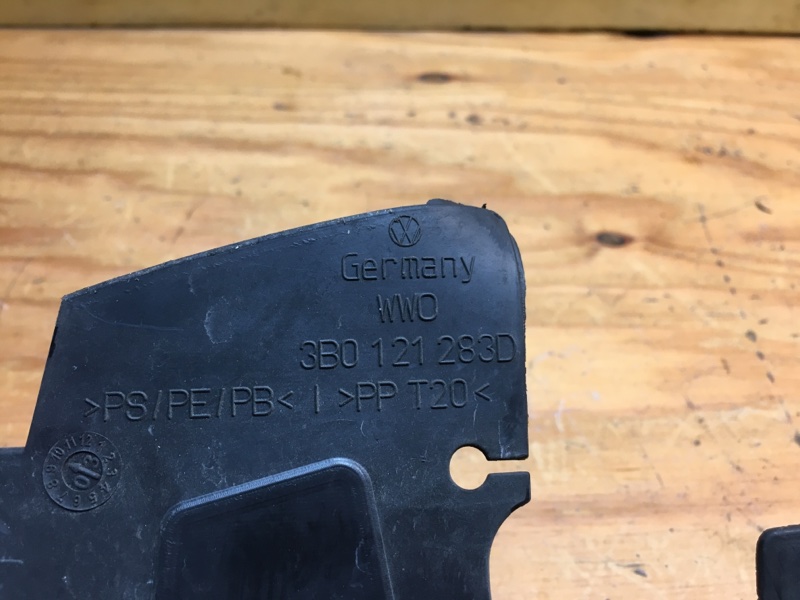 Germany
WWO
3B0 121 283D
>PS/PE/PB< I >PP T20<